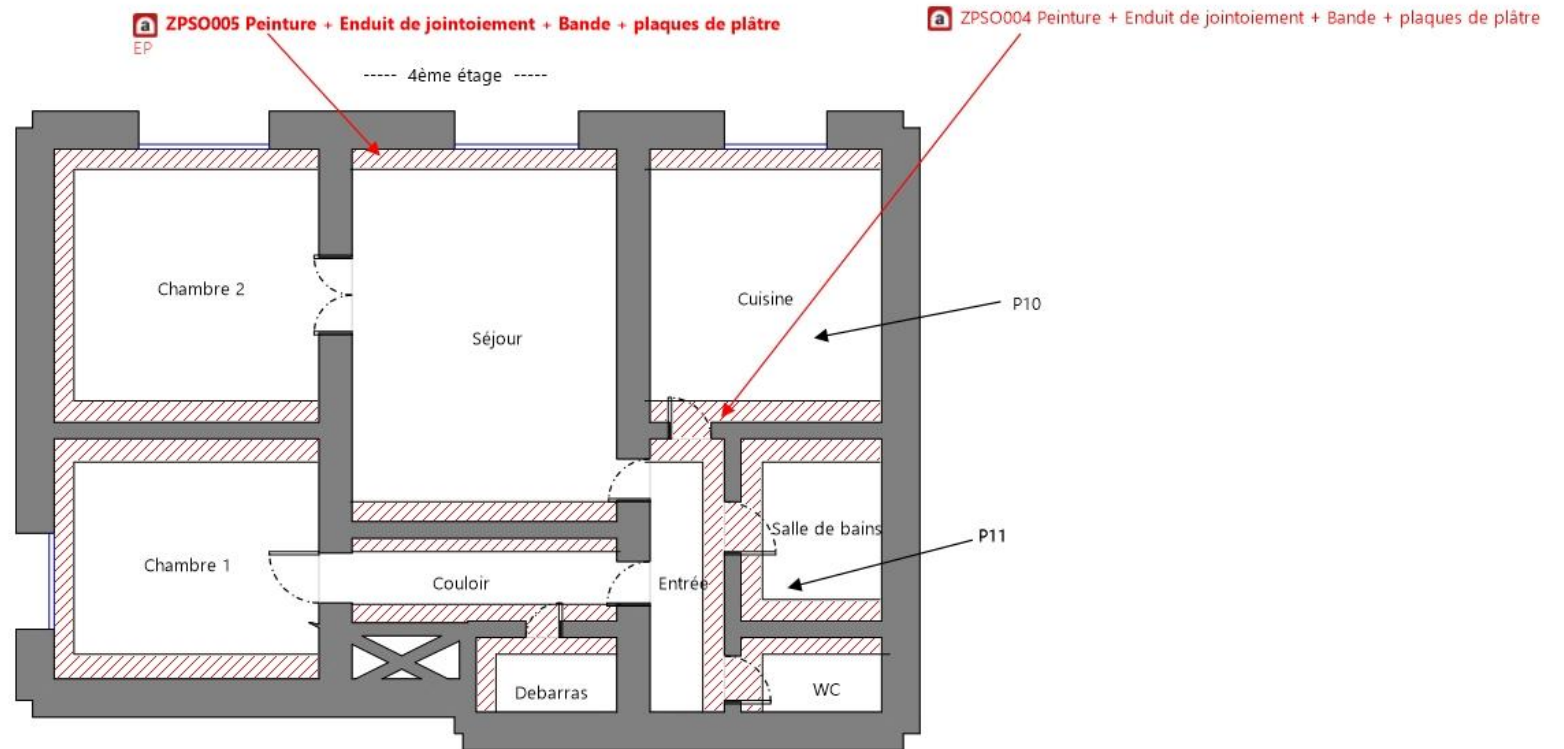 a ZPSO005 Peinture + Enduit de jointoiement + Bande + plaques de plâtre
EP
a ZPSO004 Peinture + Enduit de jointoiement + Bande + plaques de plâtre
----- 4ème étage -----
Chambre 2
Cuisine
P10
Séjour
Salle de bains
P11
Chambre 1
Couloir
Entrée
Debarras
WC